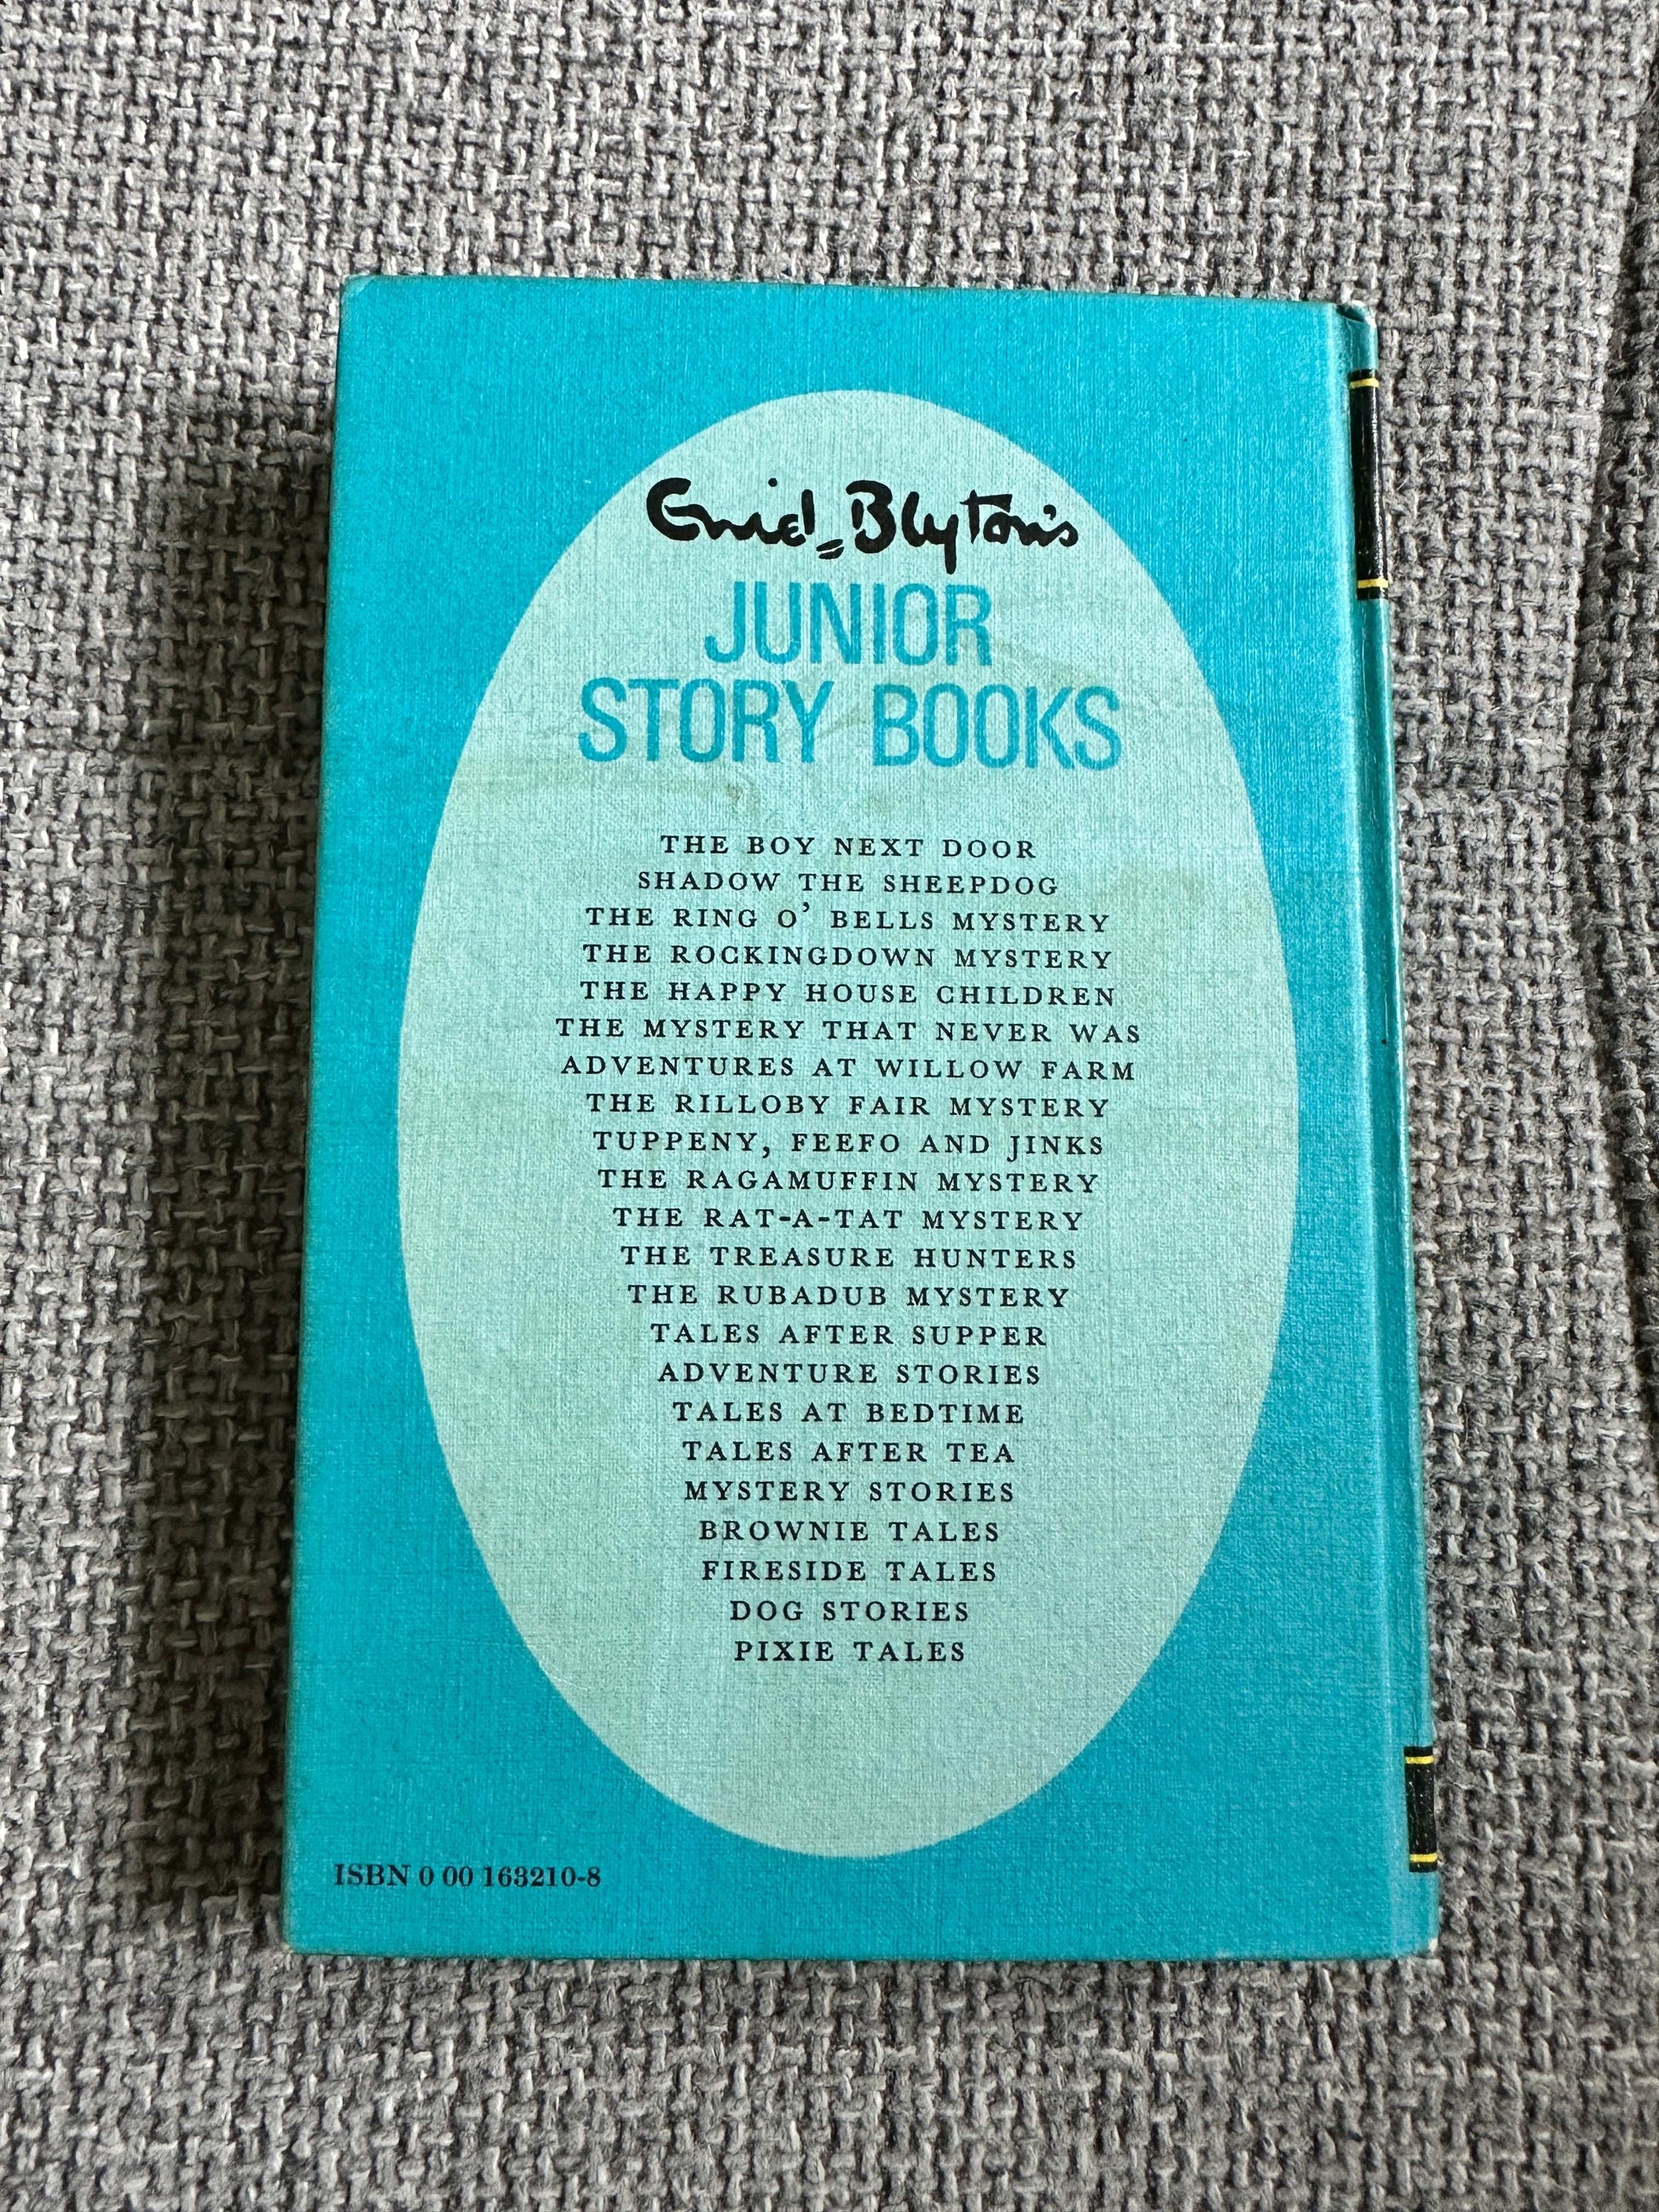 Enid Blyton's
JUNIOR
STORY BOOKS
THE BOY NEXT DOOR
SHADOW THE SHEEPDOG
THE RING O' BELLS MYSTERY
THE ROCKINGDOWN MYSTERY
THE HAPPY HOUSE CHILDREN
THE MYSTERY THAT NEVER WAS
ADVENTURES AT WILLOW FARM
THE RILLOBY FAIR MYSTERY
TUPPENY, FEEFO AND JINKS
THE RAGAMUFFIN MYSTERY
THE RAT-A-TAT MYSTERY
THE TREASURE HUNTERS
THE RUBADUB MYSTERY
TALES AFTER SUPPER
ADVENTURE STORIES
TALES AT BEDTIME
TALES AFTER TEA
MYSTERY STORIES
BROWNIE TALES
FIRESIDE TALES
DOG STORIES
PIXIE TALES
ISBN 0 00 163210-8